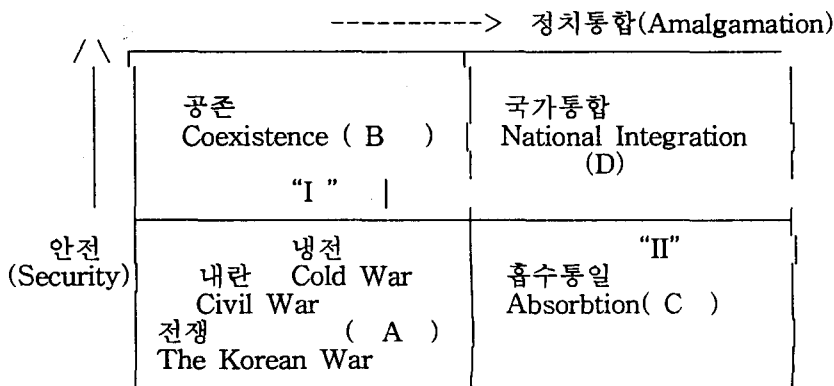 ----------> 정치통합(Amalgamation)
공존 국가통합
Coexistence ( B ) National Integration
(D)
“I ”
안전 냉전 “II”
(Security) 내란 Cold War 흡수통일
Civil War Absorbtion( C )
전쟁 ( A )
The Korean War